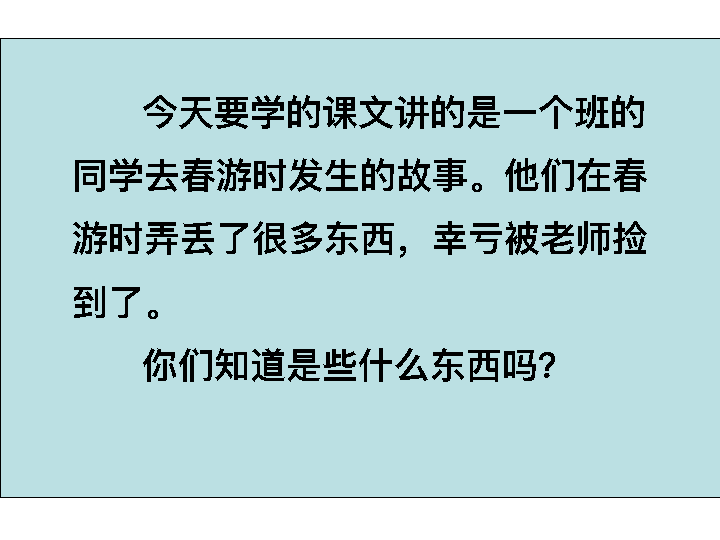 今天要学的课文讲的是一个班的
同学去春游时发生的故事。他们在春
游时弄丢了很多东西，幸亏被老师捡
到了。
你们知道是些什么东西吗？